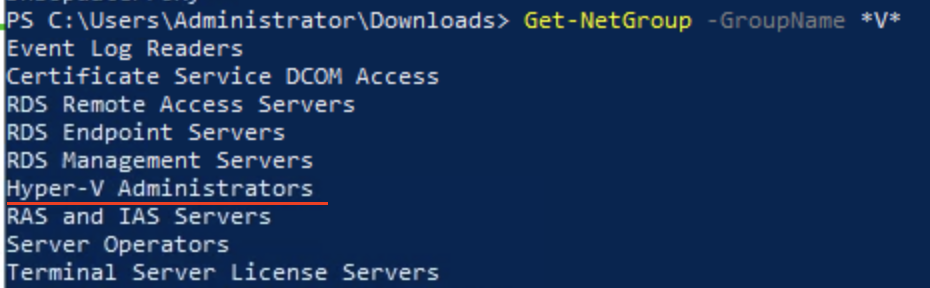 PS C:\Users\Administrator\Downloads> Get-NetGroup -GroupName *V*
Event Log Readers
Certificate Service DCOM Access
RDS Remote Access Servers
RDS Endpoint Servers
RDS Management Servers
Hyper-V Administrators
RAS and IAS Servers
Server Operators
Terminal Server License Servers